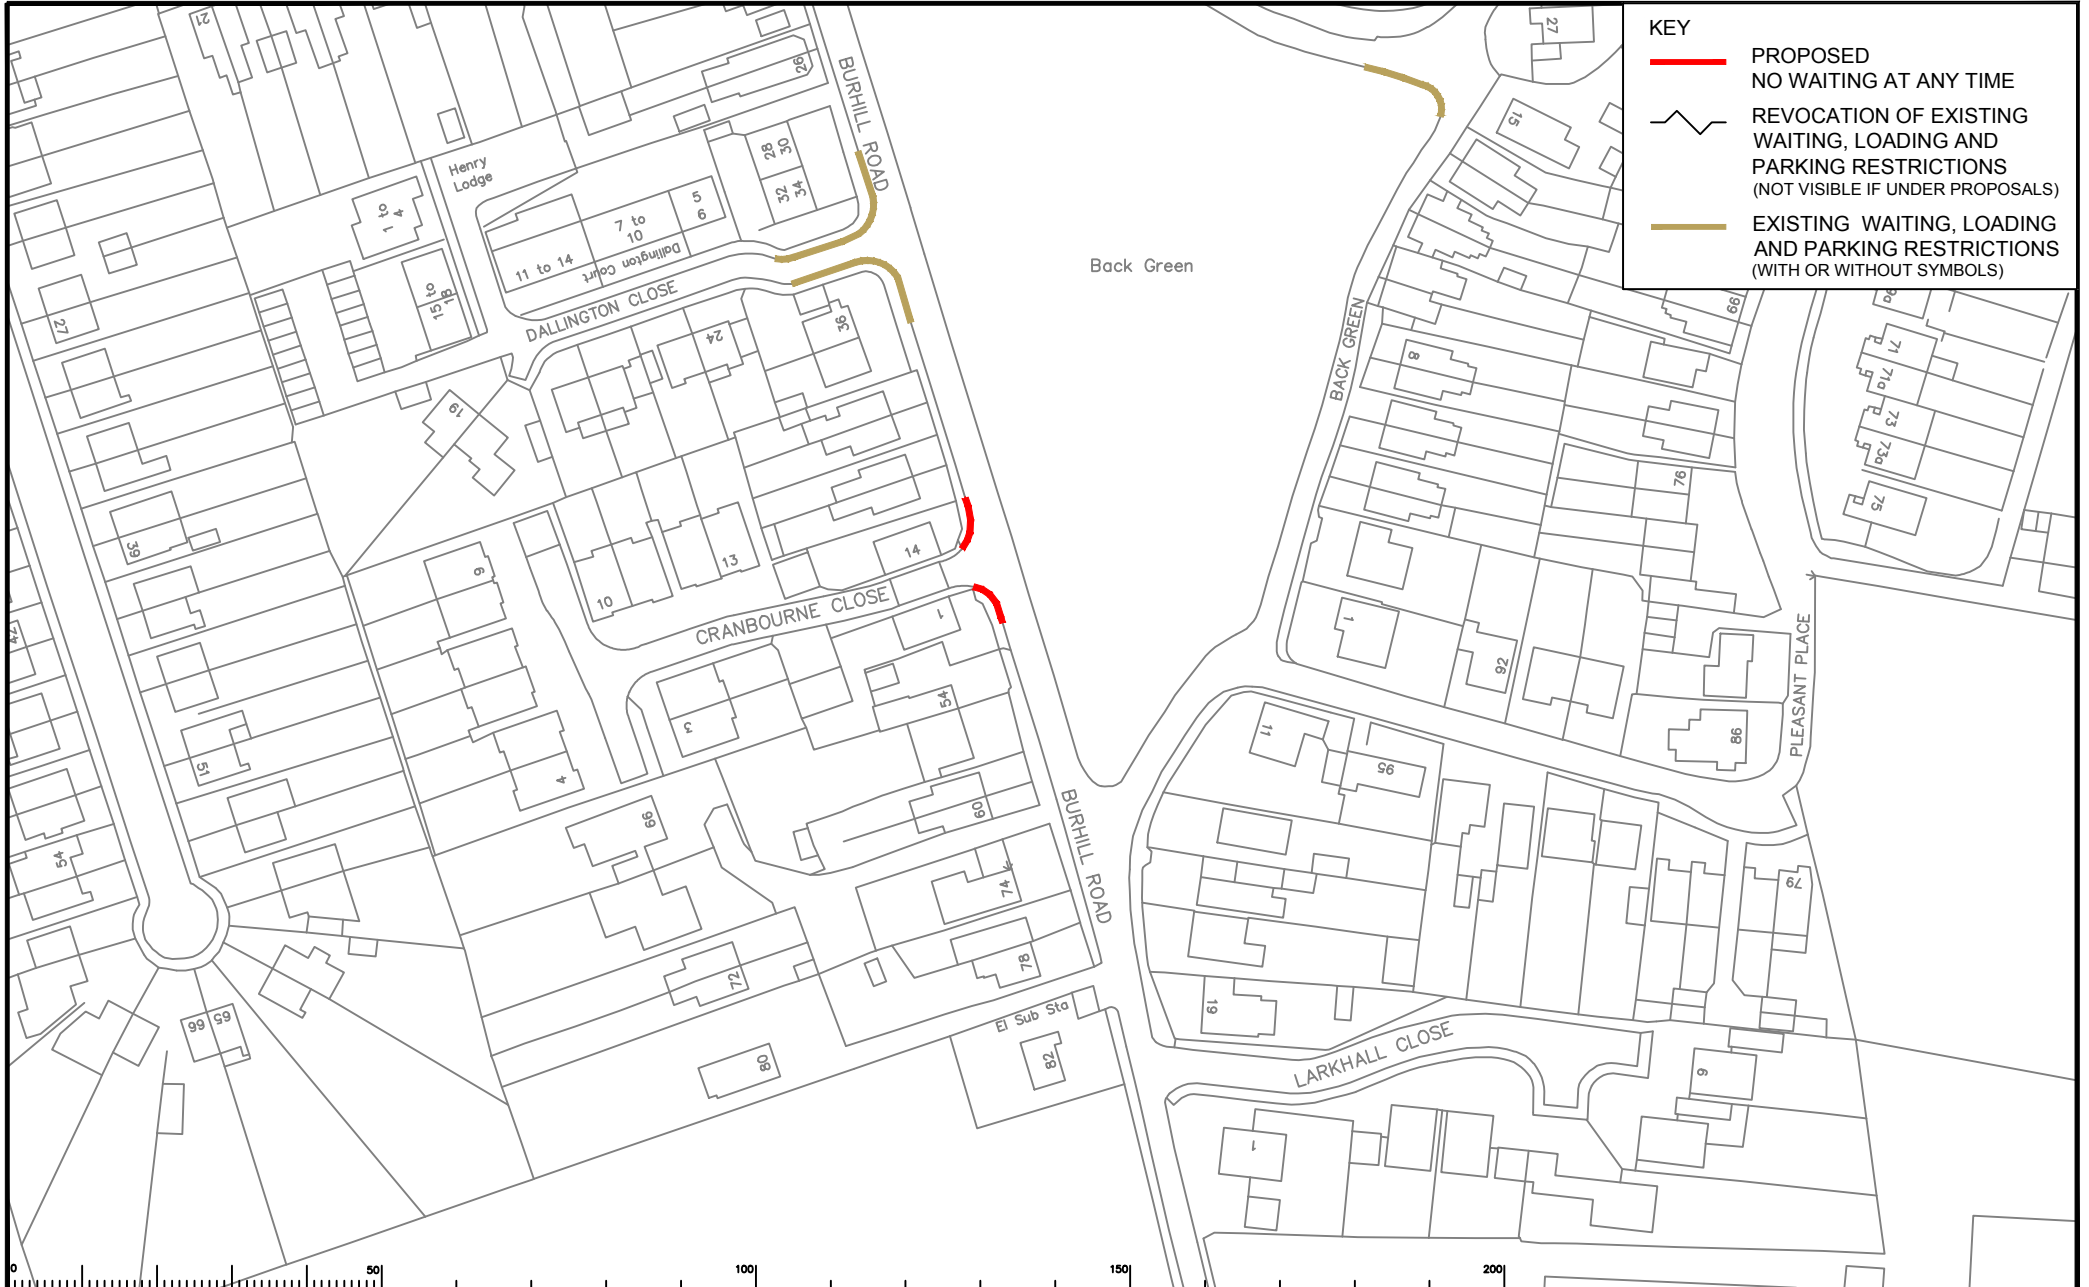 KEY
PROPOSED
NO WAITING AT ANY TIME
REVOCATION OF EXISTING
WAITING, LOADING AND
PARKING RESTRICTIONS
(NOT VISIBLE IF UNDER PROPOSALS)
EXISTING WAITING, LOADING
AND PARKING RESTRICTIONS
(WITH OR WITHOUT SYMBOLS)
21
26
27
BURHILL ROAD
15
28
30
32
34
Henry
Lodge
1 to
4
5
6
7 to
10
11 to 14
Dallington Court
15 to
18
DALLINGTON CLOSE
Back Green
BACK GREEN
27
24
36
8
69
71
71a
73
73a
75
76
19
39
6
10
13
14
CRANBOURNE CLOSE
1
1
92
PLEASANT PLACE
3
54
11
95
86
51
4
66
60
BURHILL ROAD
54
74
79
72
78
19
El Sub Sta
66
65
80
82
LARKHALL CLOSE
6
1
0
50
100
150
200